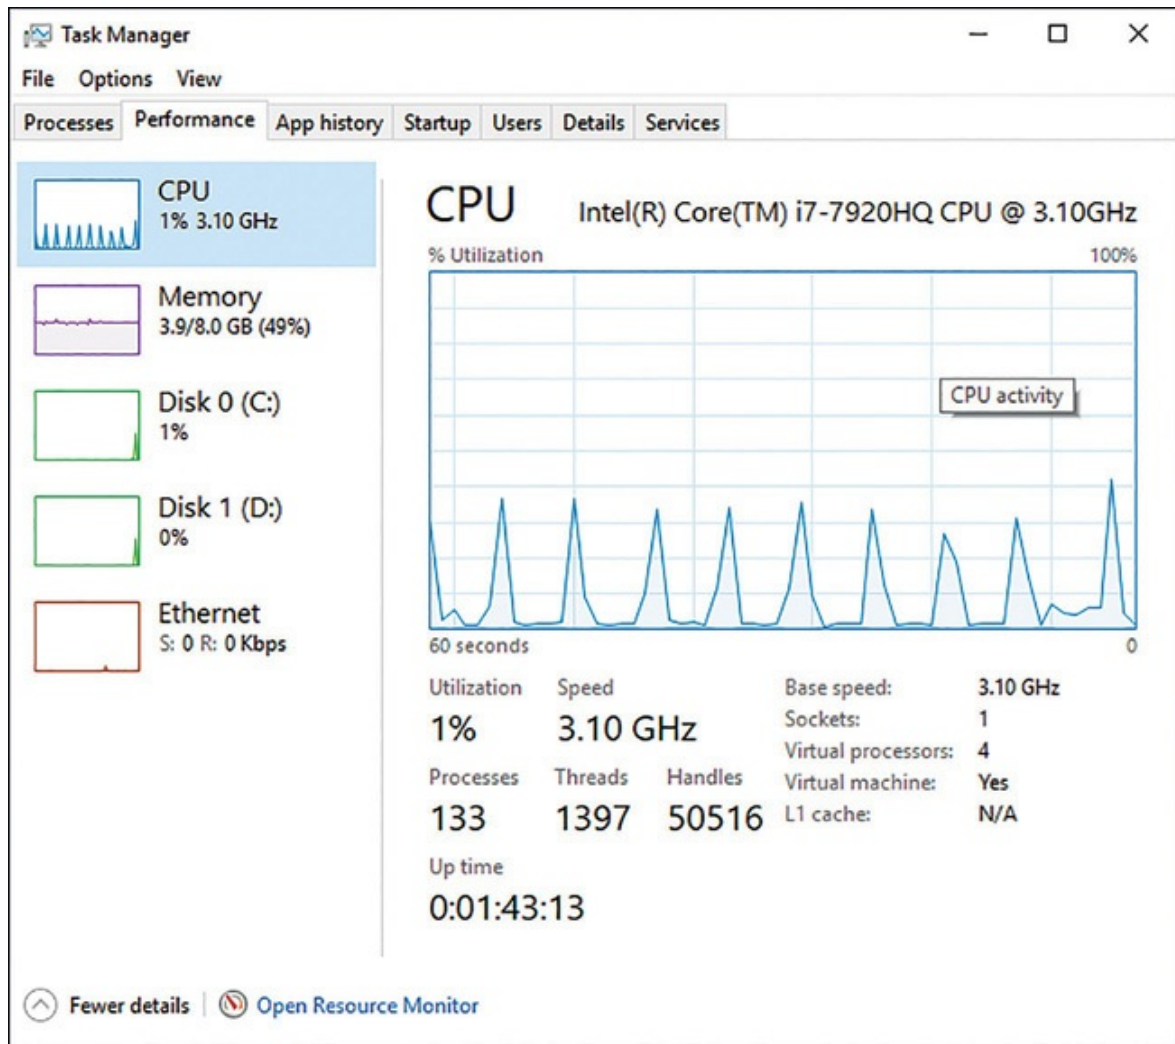 Task Manager
File Options View
Processes Performance App history Startup Users Details Services
CPU
1% 3.10 GHz
Memory
3.9/8.0 GB (49%)
Disk 0 (C:)
1%
Disk 1 (D:)
0%
Ethernet
S: 0 R: 0 Kbps
CPU Intel(R) Core(TM) i7-7920HQ CPU @ 3.10GHz
% Utilization 100%
CPU activity
60 seconds 0
Utilization Speed
1% 3.10 GHz
Processes Threads Handles
133 1397 50516
Up time
0:01:43:13
Base speed: 3.10 GHz
Sockets: 1
Virtual processors: 4
Virtual machine: Yes
L1 cache: N/A
Fewer details Open Resource Monitor